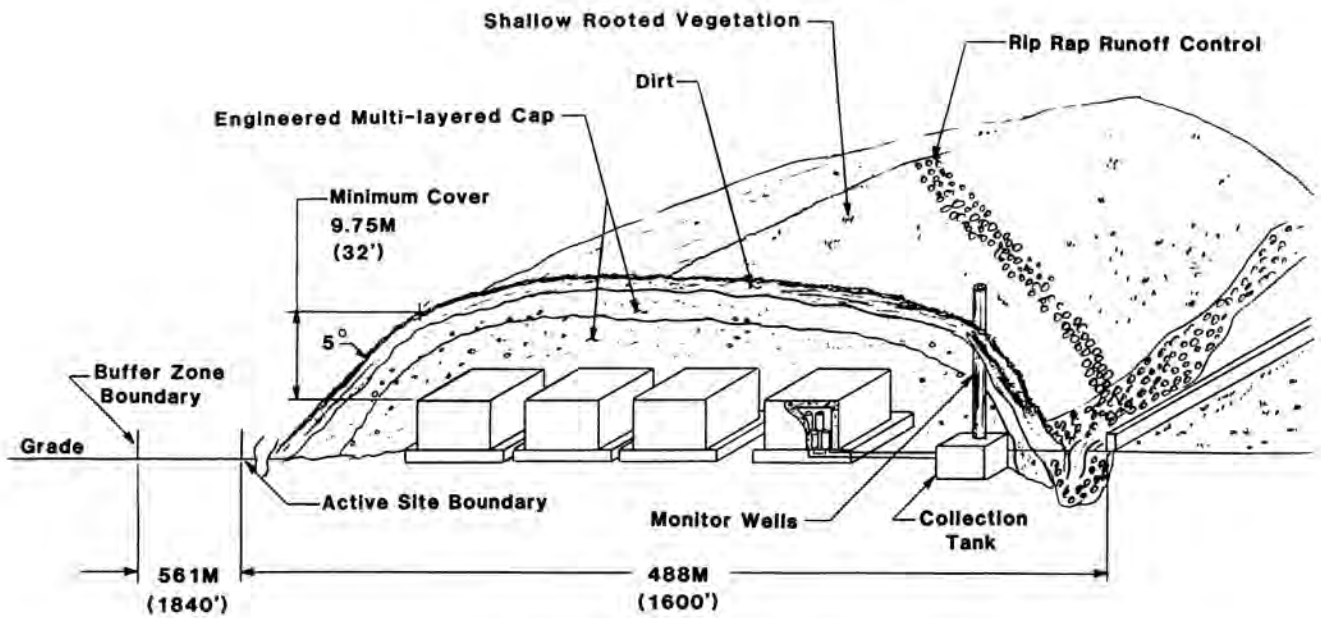 Shallow Rooted Vegetation
Rip Rap Runoff Control
Dirt
Engineered Multi-layered Cap
Minimum Cover
9.75M
(32')
5°
Buffer Zone
Boundary
Grade
Active Site Boundary
Monitor Wells
Collection
Tank
561M
(1840')
488M
(1600')